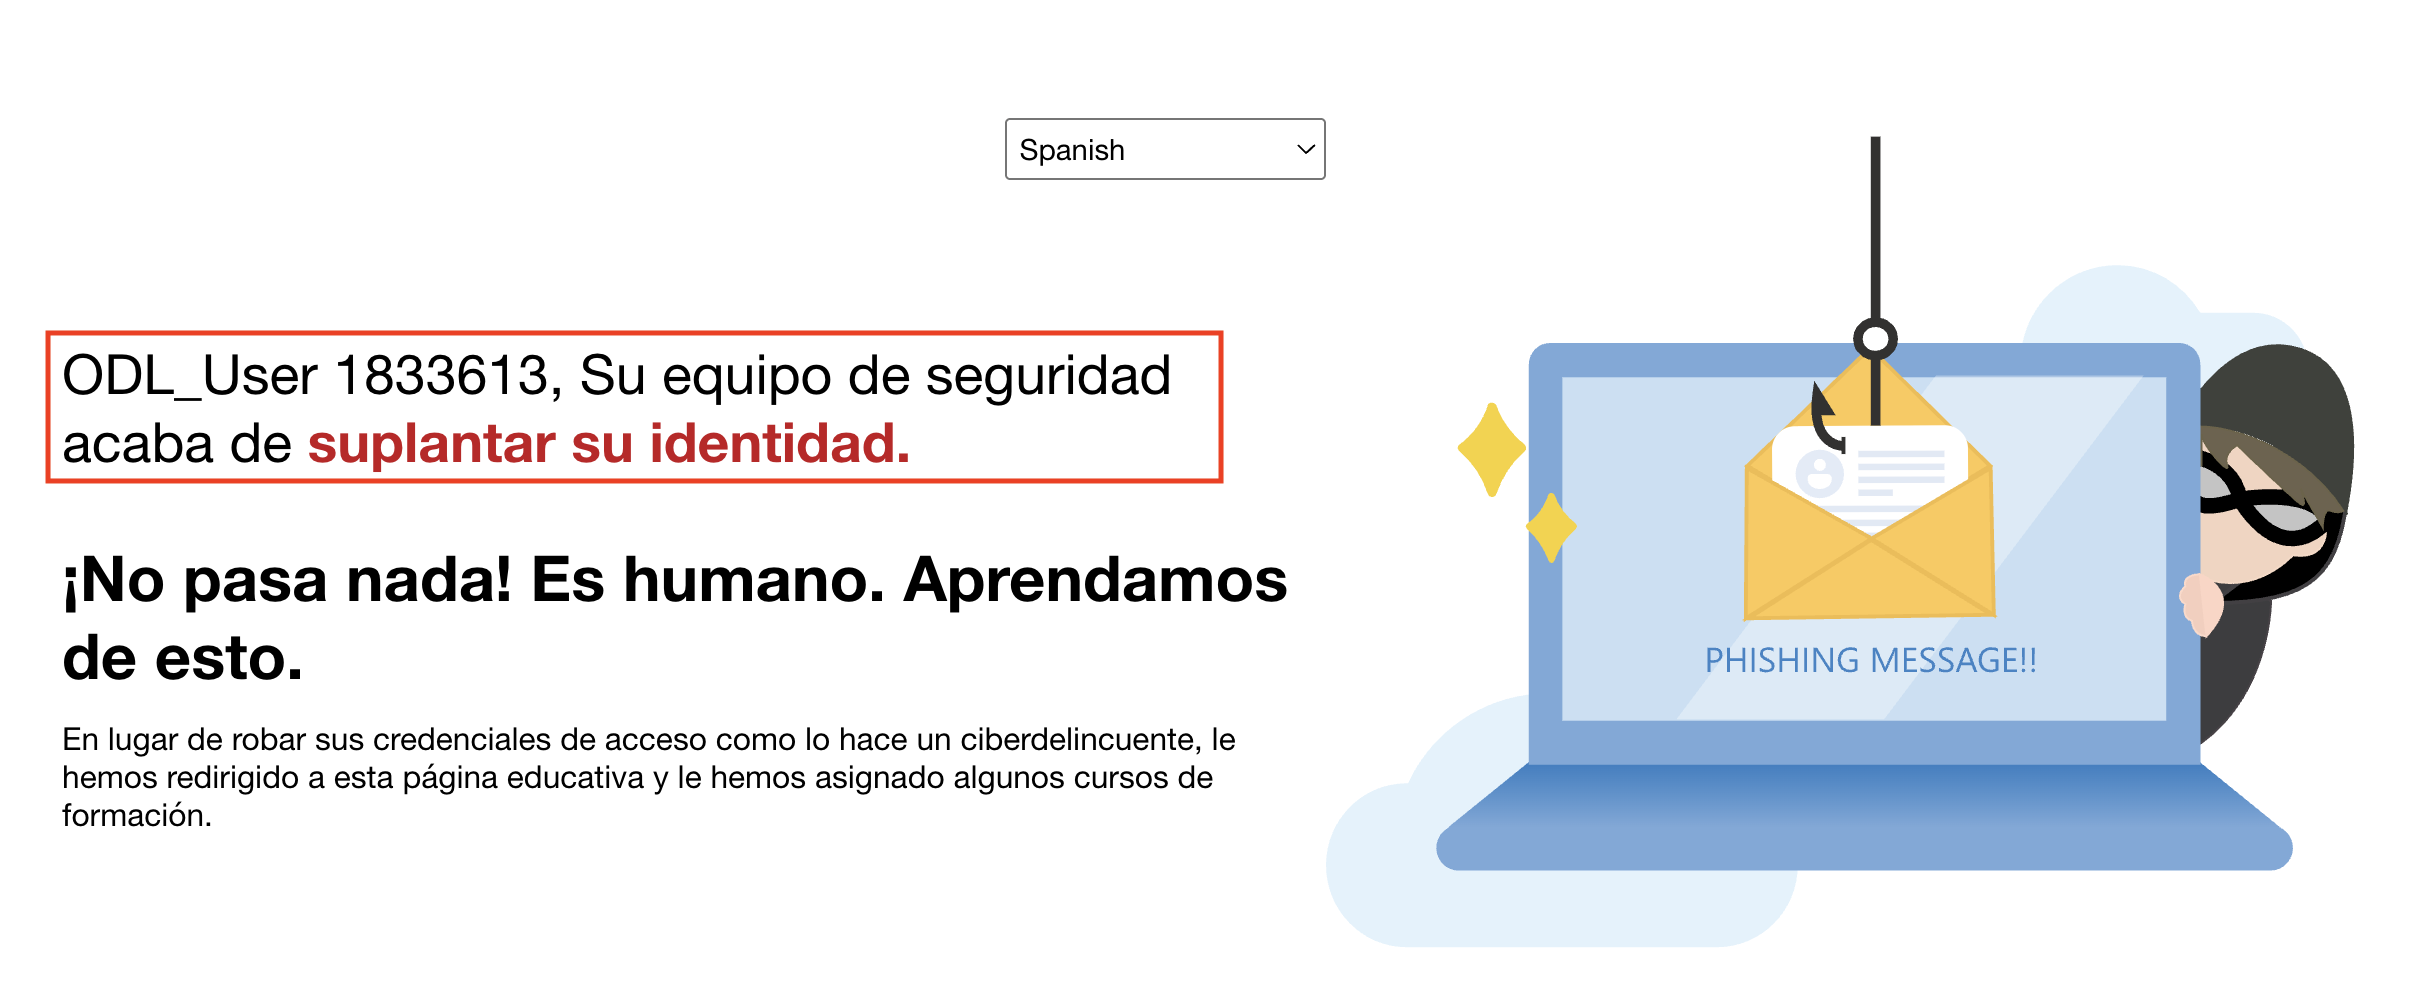 Spanish
ODL_User 1833613, Su equipo de seguridad
acaba de suplantar su identidad.
¡No pasa nada! Es humano. Aprendamos
de esto.
En lugar de robar sus credenciales de acceso como lo hace un ciberdelincuente, le
hemos redirigido a esta página educativa y le hemos asignado algunos cursos de
formación.
PHISHING MESSAGE!!